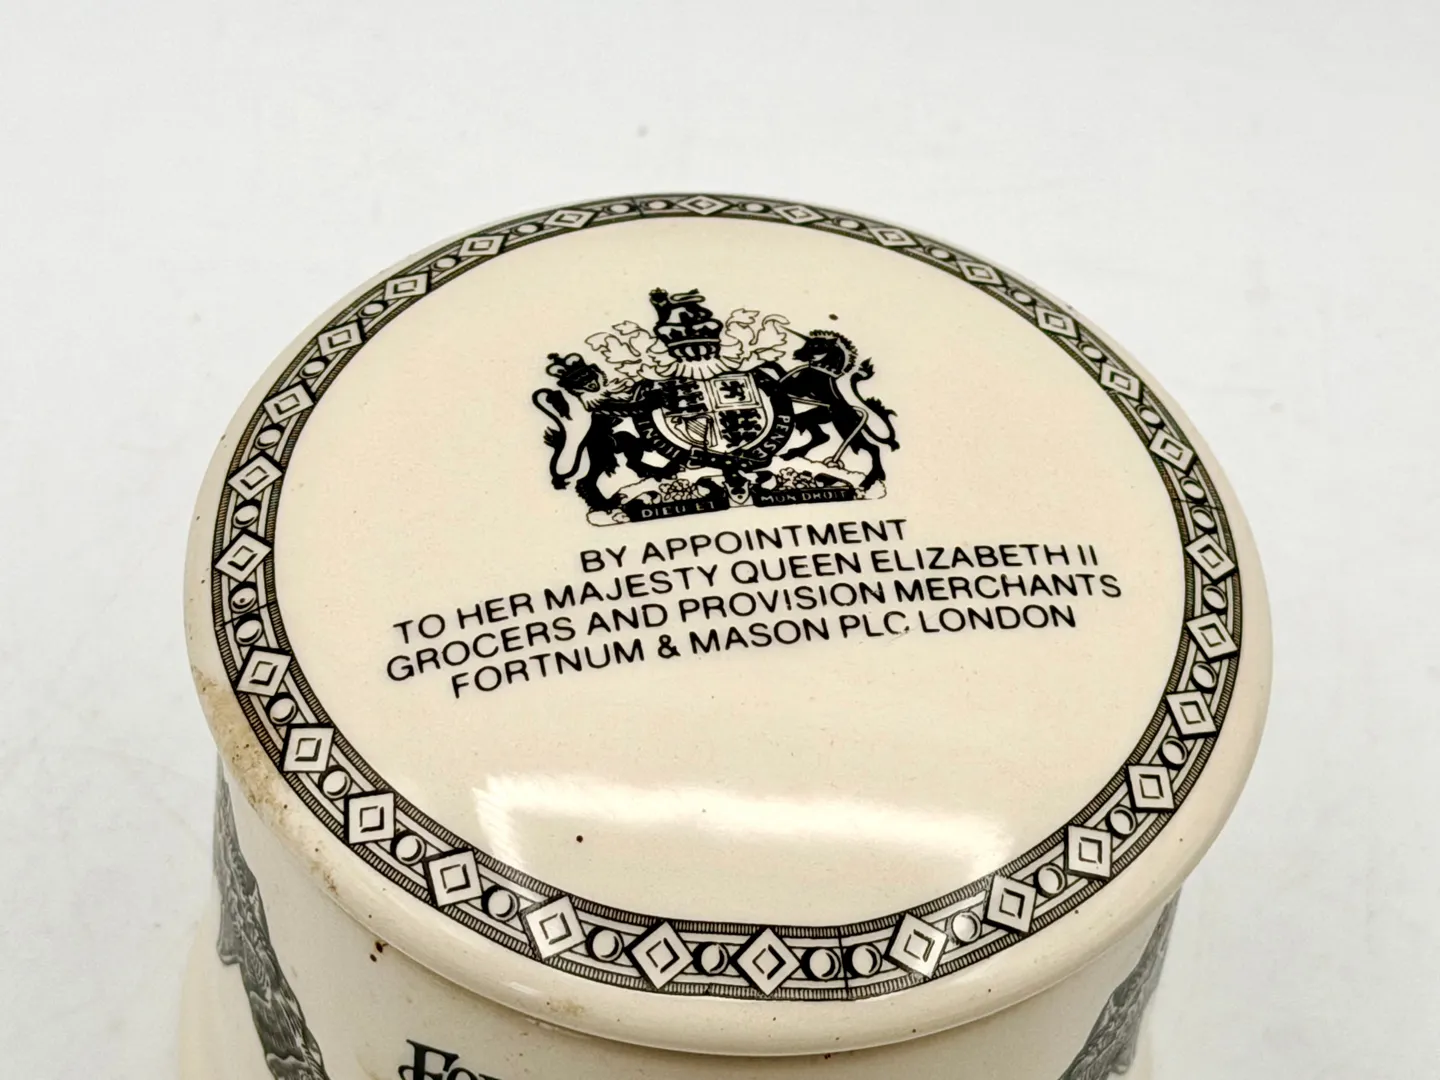 DIEU ET MON DROIT
BY APPOINTMENT
TO HER MAJESTY QUEEN ELIZABETH II
GROCERS AND PROVISION MERCHANTS
FORTNUM & MASON PLC LONDON